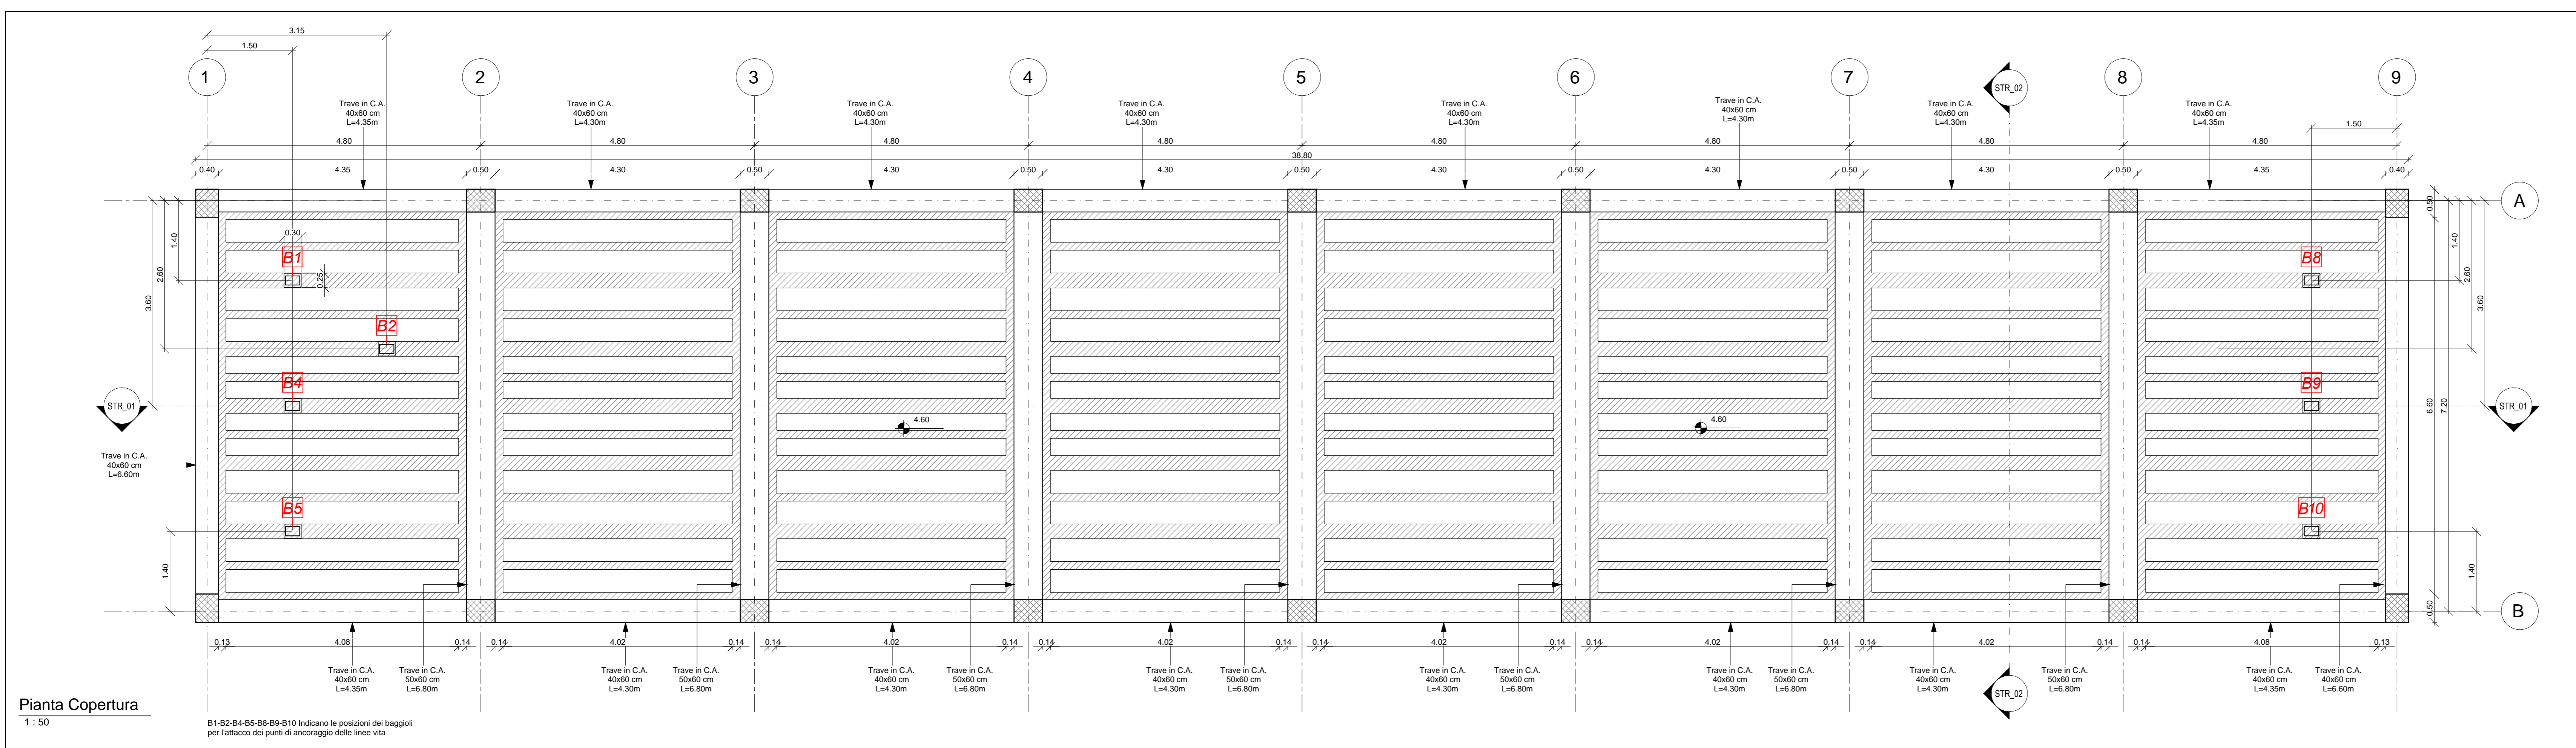 3.15
1.50
1
2
3
4
5
6
7
STR_02
8
9
Trave in C.A.
40x60 cm
L=4.35m
Trave in C.A.
40x60 cm
L=4.30m
Trave in C.A.
40x60 cm
L=4.30m
Trave in C.A.
40x60 cm
L=4.30m
Trave in C.A.
40x60 cm
L=4.30m
Trave in C.A.
40x60 cm
L=4.30m
Trave in C.A.
40x60 cm
L=4.30m
Trave in C.A.
40x60 cm
L=4.35m
1.50
4.80
4.80
4.80
4.80
4.80
4.80
4.80
4.80
38.80
0.40
4.35
0.50
4.30
0.50
4.30
0.50
4.30
0.50
4.30
0.50
4.30
0.50
4.30
0.50
4.35
0.40
A
0.50
1.40
2.60
3.60
0.30
B1
0.25
B2
B4
B5
1.40
STR_01
Trave in C.A.
40x60 cm
L=6.60m
4.60
4.60
B8
B9
B10
1.40
2.60
3.60
6.60
7.20
STR_01
1.40
0.50
B
0.13
4.08
0.14
0.14
4.02
0.14
0.14
4.02
0.14
0.14
4.02
0.14
0.14
4.02
0.14
0.14
4.02
0.14
0.14
4.02
0.14
0.14
4.08
0.13
Trave in C.A.
40x60 cm
L=4.35m
Trave in C.A.
50x60 cm
L=6.80m
Trave in C.A.
40x60 cm
L=4.30m
Trave in C.A.
50x60 cm
L=6.80m
Trave in C.A.
40x60 cm
L=4.30m
Trave in C.A.
50x60 cm
L=6.80m
Trave in C.A.
40x60 cm
L=4.30m
Trave in C.A.
50x60 cm
L=6.80m
Trave in C.A.
40x60 cm
L=4.30m
Trave in C.A.
50x60 cm
L=6.80m
Trave in C.A.
40x60 cm
L=4.30m
Trave in C.A.
50x60 cm
L=6.80m
Trave in C.A.
40x60 cm
L=4.30m
STR_02
Trave in C.A.
50x60 cm
L=6.80m
Trave in C.A.
40x60 cm
L=4.35m
Trave in C.A.
40x60 cm
L=6.60m
Pianta Copertura
1 : 50
B1-B2-B4-B5-B8-B9-B10 Indicano le posizioni dei baggioli
per l'attacco dei punti di ancoraggio delle linee vita